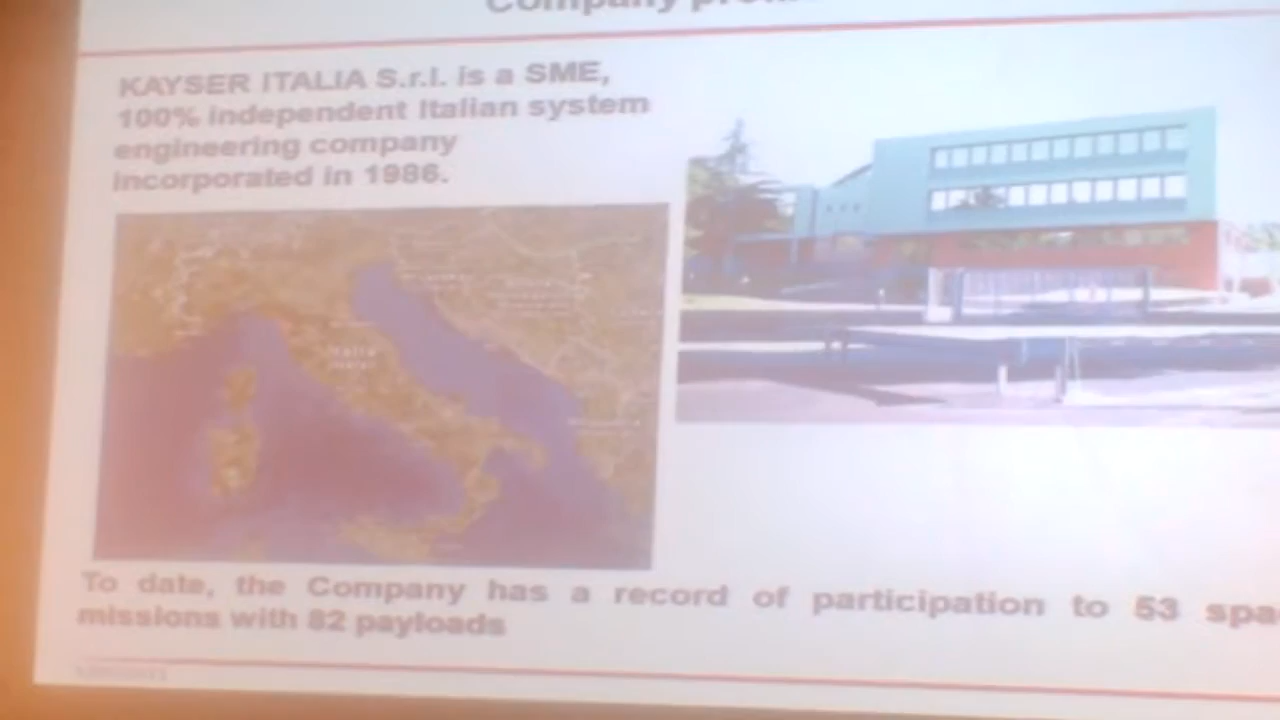 Company
KAYSER ITALIA S.r.l. is a SME,
100% independent Italian system
engineering company
incorporated in 1986.
Italia
To date, the Company has a record of participation to 53 spa
missions with 82 payloads